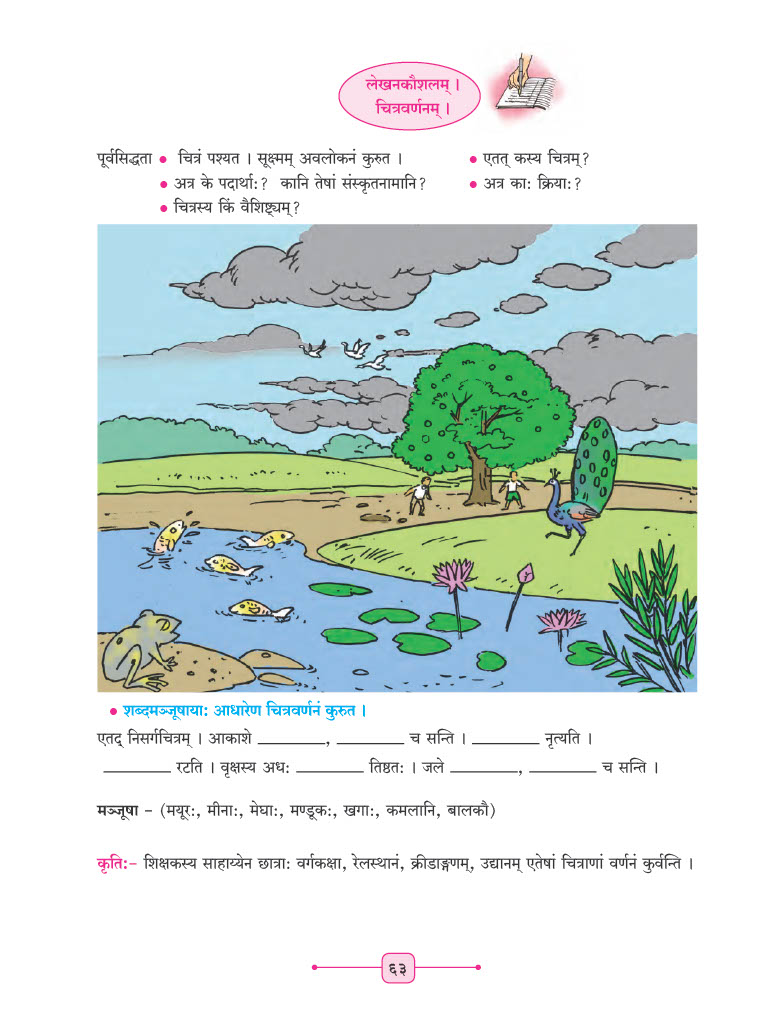 लेखनकौशलम् ।
चित्रवर्णनम् ।
पूर्वसिद्धता ● चित्रं पश्यत । सूक्ष्मम् अवलोकनं कुरुत । ● एतत् कस्य चित्रम्?
● अत्र के पदार्थाः? कानि तेषां संस्कृतनामानि? ● अत्र काः क्रियाः?
● चित्रस्य किं वैशिष्ट्यम्?
● शब्दमञ्जूषायाः आधारेण चित्रवर्णनं कुरुत ।
एतद् निसर्गचित्रम् । आकाशे ________, ________ च सन्ति । ________ नृत्यति ।
________ रटति । वृक्षस्य अधः ________ तिष्ठतः । जले ________, ________ च सन्ति ।
मञ्जूषा – (मयूरः, मीनाः, मेघाः, मण्डूकः, खगाः, कमलानि, बालकौ)
कृतिः– शिक्षकस्य साहाय्येन छात्राः वर्गकक्षा, रेलस्थानं, क्रीडाङ्गणम्, उद्यानम् एतेषां चित्राणां वर्णनं कुर्वन्ति ।
६३